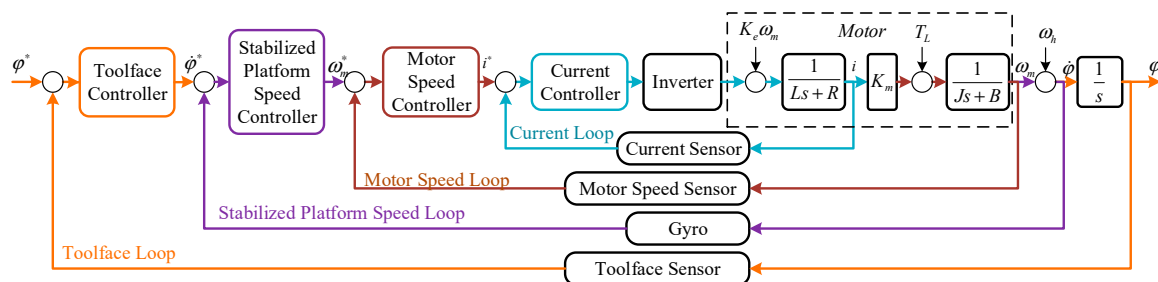 φ*
Toolface
Controller
φ̇*
Stabilized
Platform
Speed
Controller
ω*ₘ
Motor
Speed
Controller
i*
Current
Controller
Inverter
Kₑωₘ
Motor
1
Ls + R
i
Kₘ
T_L
1
Js + B
ωₘ
ωₕ
φ̇
1
s
φ
Current Loop
Current Sensor
Motor Speed Loop
Motor Speed Sensor
Stabilized Platform Speed Loop
Gyro
Toolface Loop
Toolface Sensor